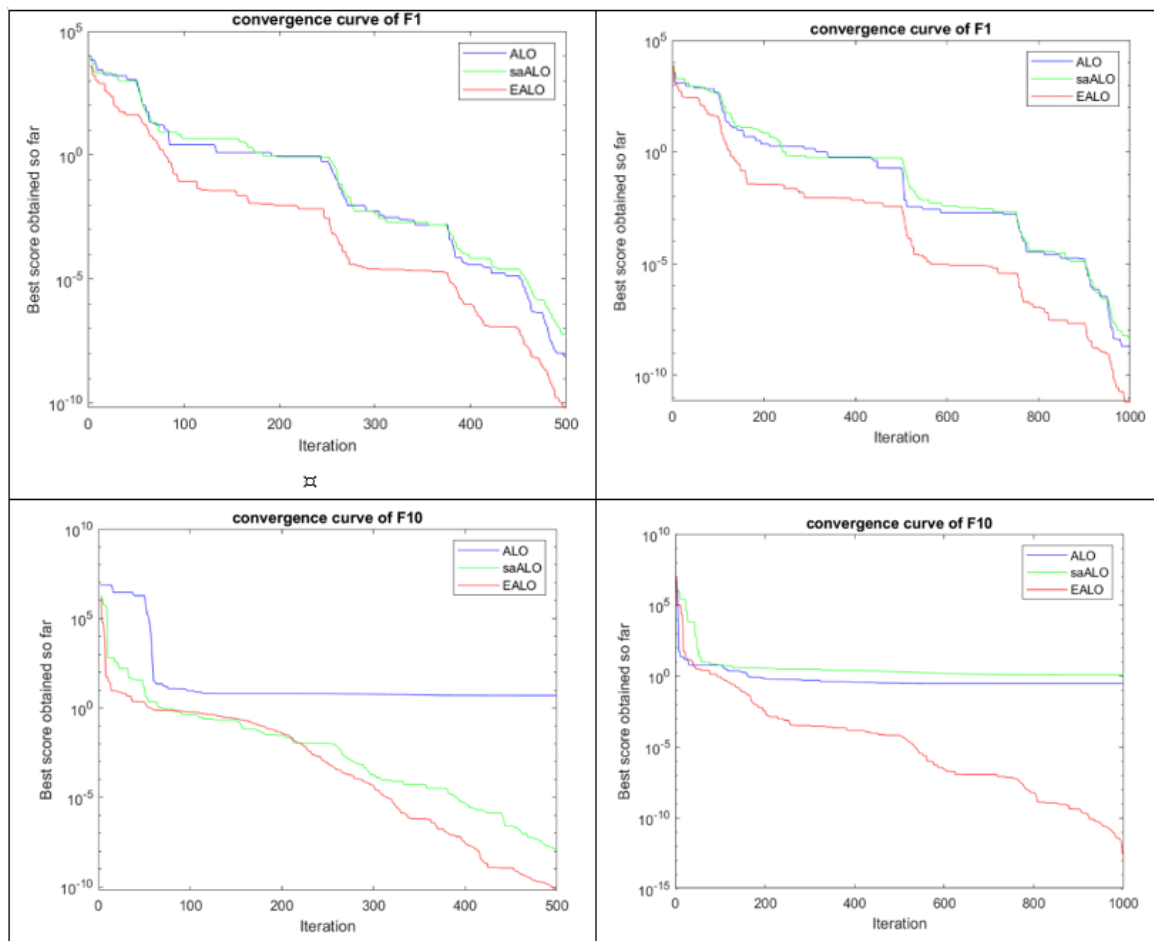 convergence curve of F1
10^5
10^0
10^-5
10^-10
Best score obtained so far
ALO
saALO
EALO
0 100 200 300 400 500
Iteration
¤
convergence curve of F1
10^5
10^0
10^-5
10^-10
Best score obtained so far
ALO
saALO
EALO
0 200 400 600 800 1000
Iteration
convergence curve of F10
10^10
10^5
10^0
10^-5
10^-10
Best score obtained so far
ALO
saALO
EALO
0 100 200 300 400 500
Iteration
convergence curve of F10
10^10
10^5
10^0
10^-5
10^-10
10^-15
Best score obtained so far
ALO
saALO
EALO
0 200 400 600 800 1000
Iteration